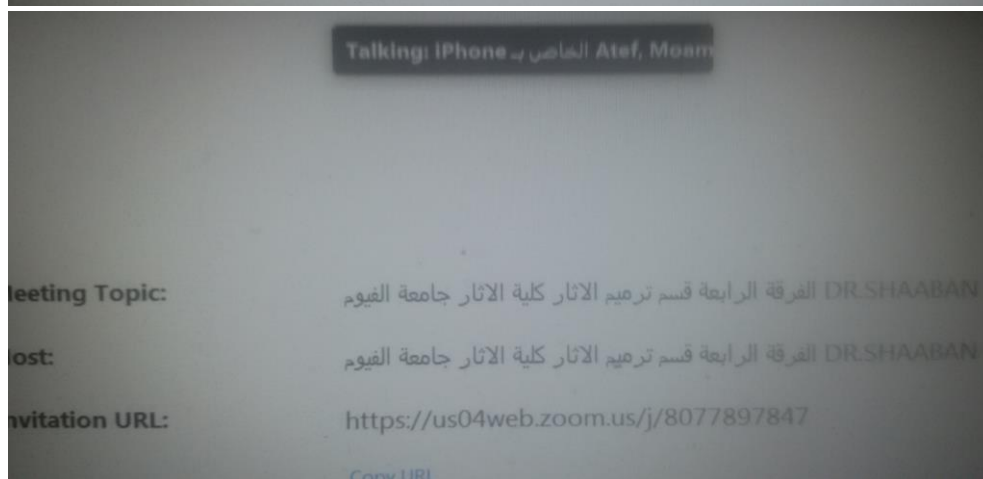 Talking: iPhone الخاص بـ Atef, Moam
leeting Topic:
DR.SHAABAN الفرقة الرابعة قسم ترميم الاثار كلية الاثار جامعة الفيوم
lost:
DR.SHAABAN الفرقة الرابعة قسم ترميم الاثار كلية الاثار جامعة الفيوم
nvitation URL:
https://us04web.zoom.us/j/8077897847
Copy URL